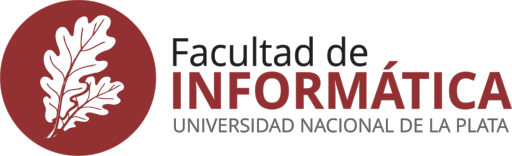 Facultad de
INFORMÁTICA
UNIVERSIDAD NACIONAL DE LA PLATA